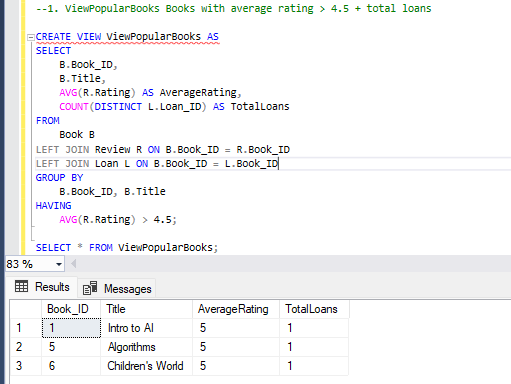 --1. ViewPopularBooks Books with average rating > 4.5 + total loans
CREATE VIEW ViewPopularBooks AS
SELECT
B.Book_ID,
B.Title,
AVG(R.Rating) AS AverageRating,
COUNT(DISTINCT L.Loan_ID) AS TotalLoans
FROM
Book B
LEFT JOIN Review R ON B.Book_ID = R.Book_ID
LEFT JOIN Loan L ON B.Book_ID = L.Book_ID
GROUP BY
B.Book_ID, B.Title
HAVING
AVG(R.Rating) > 4.5;
SELECT * FROM ViewPopularBooks;
83 %
Results Messages
Book_ID Title AverageRating TotalLoans
1 1 Intro to AI 5 1
2 5 Algorithms 5 1
3 6 Children's World 5 1